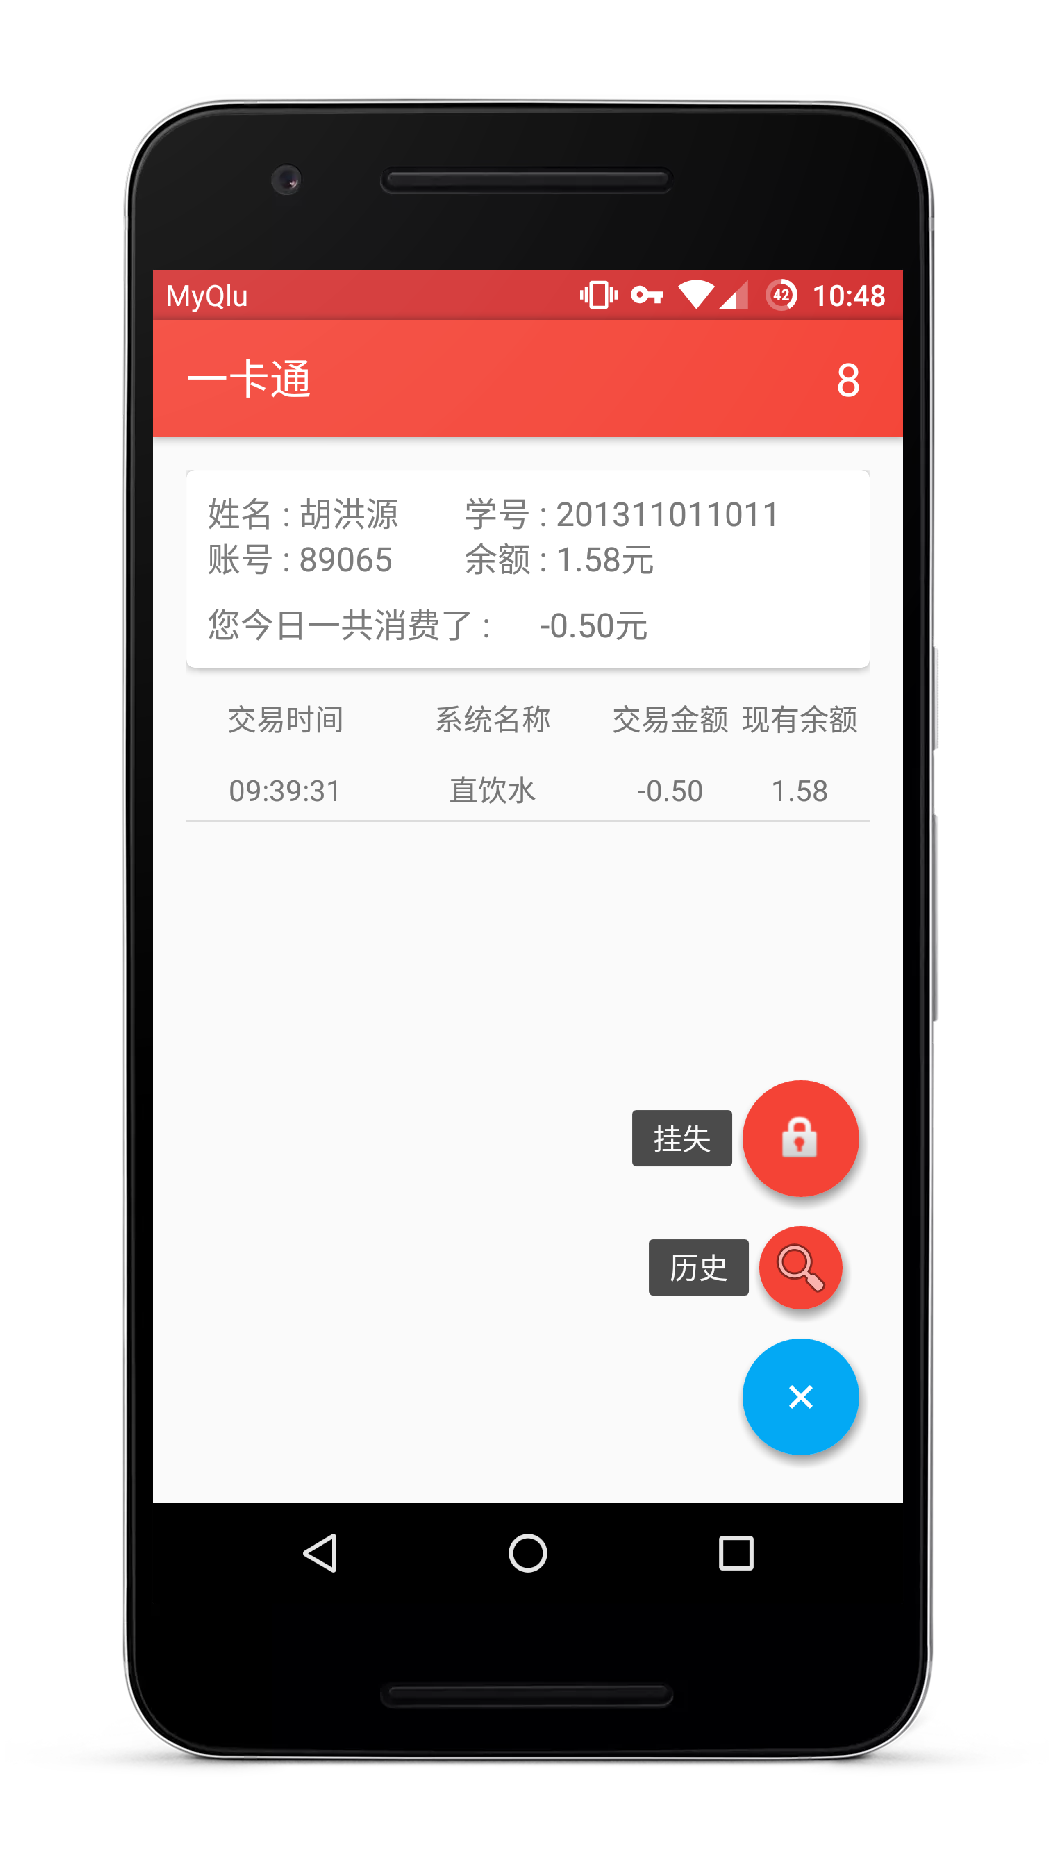 MyQlu 42 10:48
一卡通 8
姓名 : 胡洪源 学号 : 201311011011
账号 : 89065 余额 : 1.58元
您今日一共消费了 : -0.50元
交易时间 系统名称 交易金额 现有余额
09:39:31 直饮水 -0.50 1.58
挂失
历史